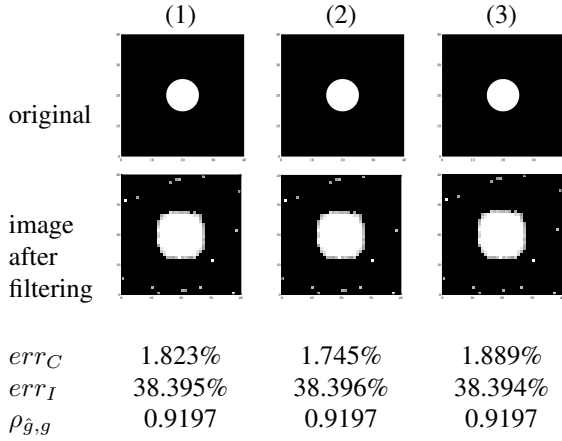 (1) (2) (3)
original
image
after
filtering
err_C 1.823% 1.745% 1.889%
err_I 38.395% 38.396% 38.394%
ρ_ĝ,g 0.9197 0.9197 0.9197